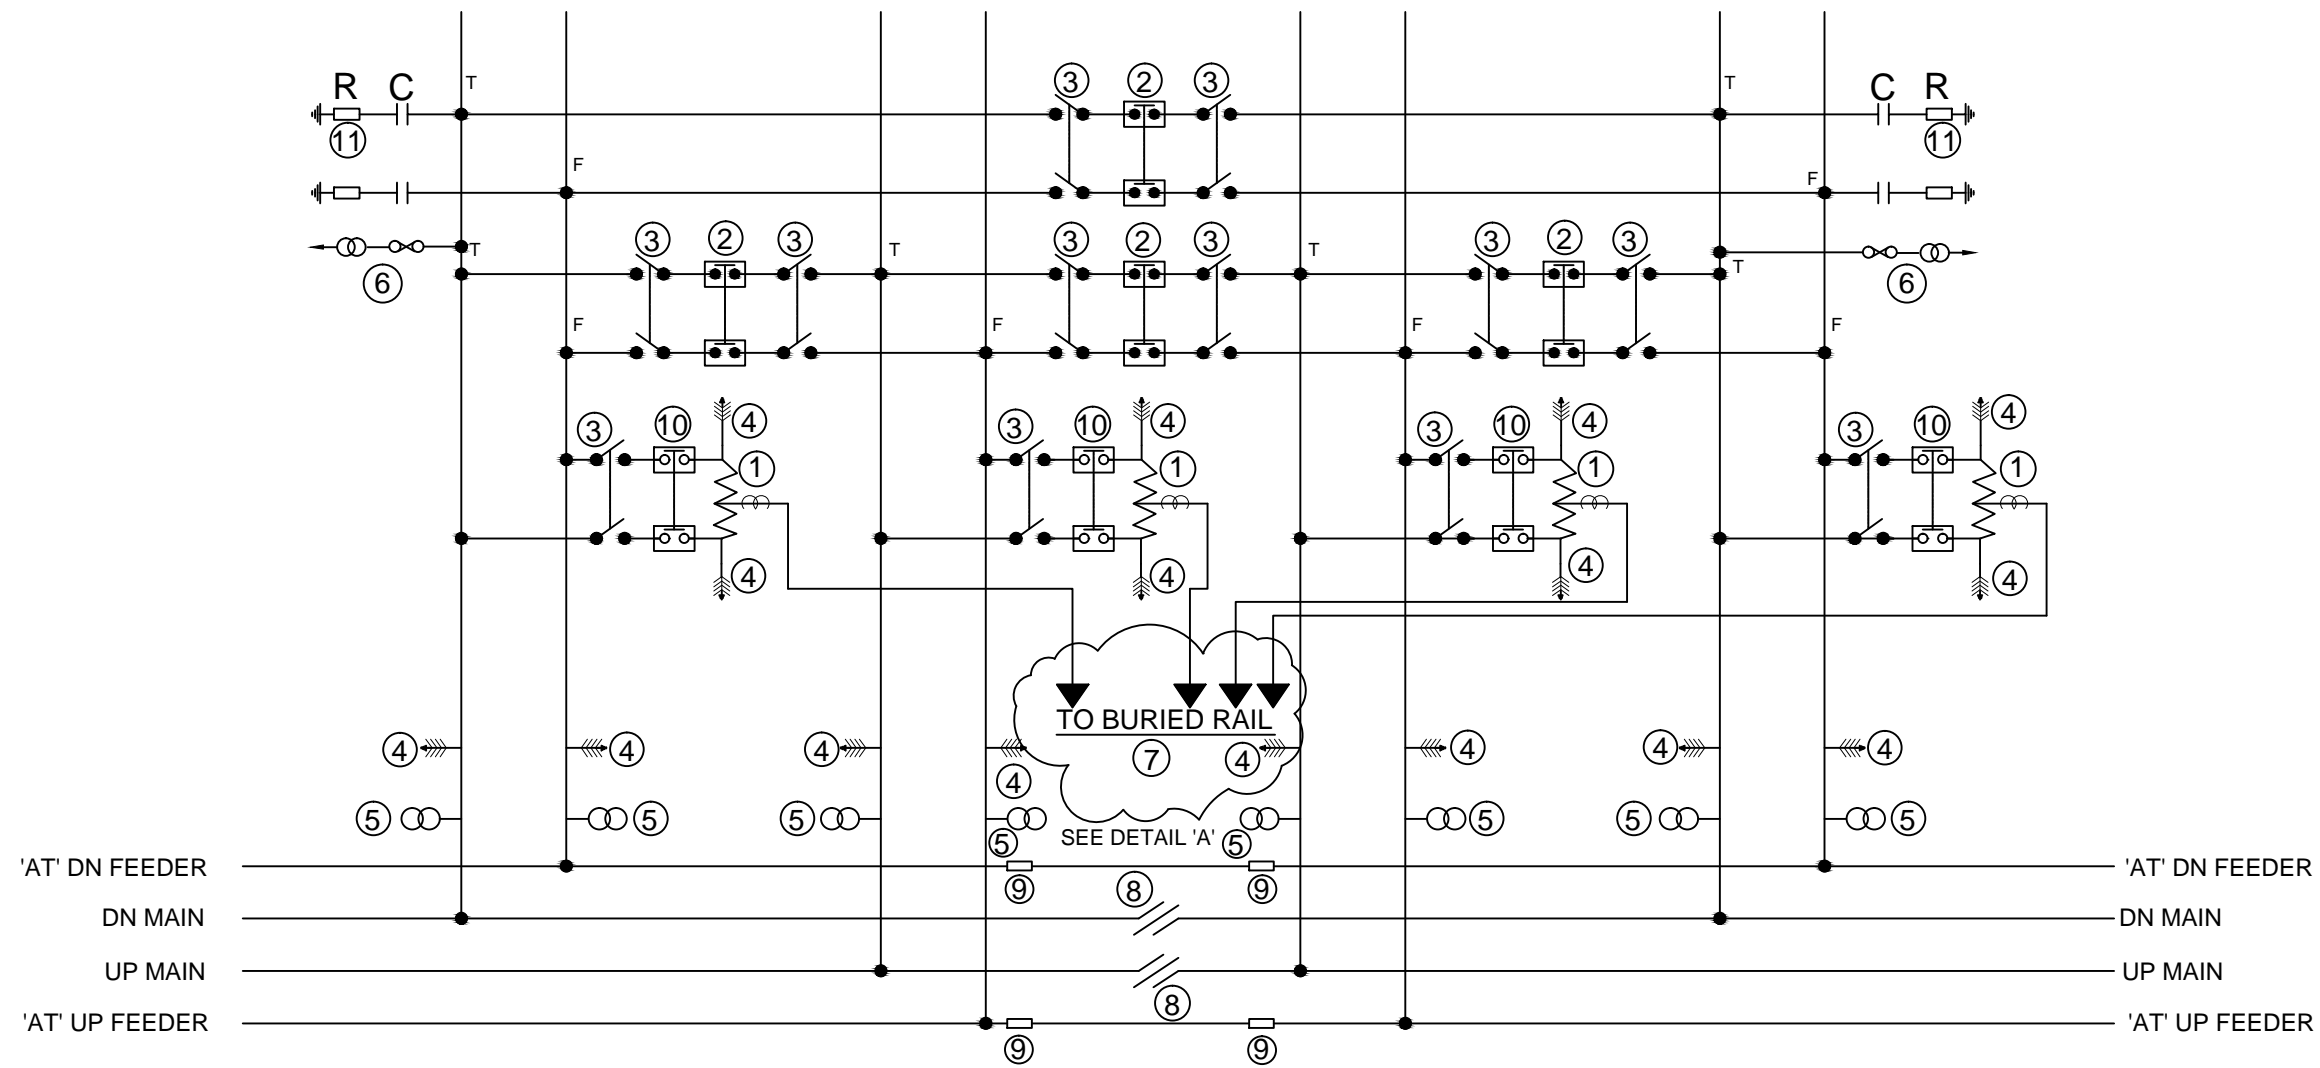 R C T 3 2 3 T C R
11 11
F F
3 2 3 3 2 3 3 2 3
T T T T
6 6
F F F F
4 4 4 4
3 10 3 10 3 10 3 10
1 1 1 1
4 4 4 4
TO BURIED RAIL
4 4 4 7 4 4 4 4
4
5 5 5 5 5 5
5 SEE DETAIL 'A' 5
'AT' DN FEEDER 'AT' DN FEEDER
9 8 9
DN MAIN DN MAIN
UP MAIN UP MAIN
8
'AT' UP FEEDER 'AT' UP FEEDER
9 9